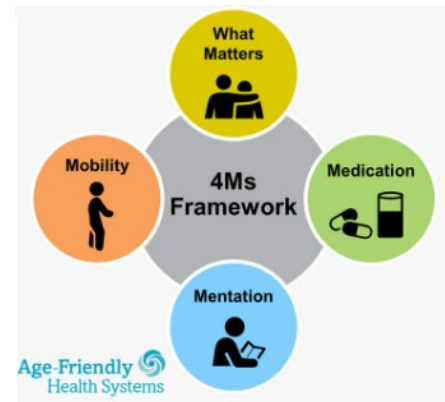 What
Matters
Mobility
4Ms
Framework
Medication
Mentation
Age-Friendly
Health Systems